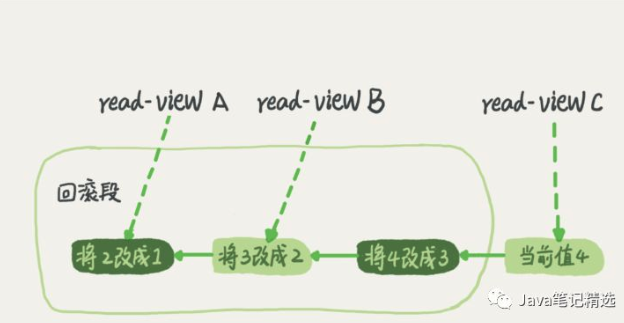 read-view A
read-view B
read-view C
回滚段
将2改成1
将3改成2
将4改成3
当前值4
Java笔记精选